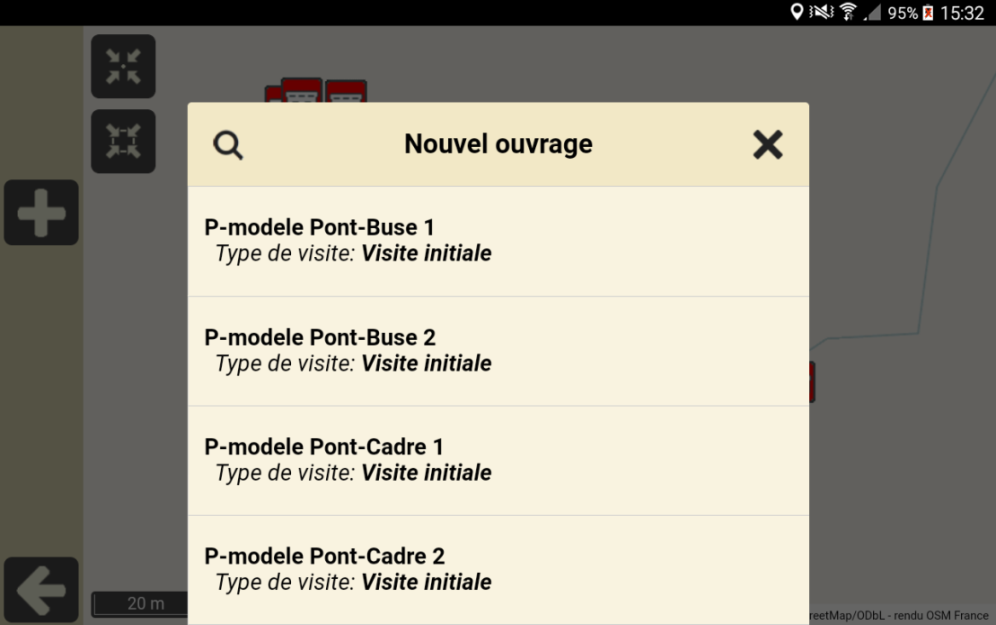 95% 15:32
Nouvel ouvrage
P-modele Pont-Buse 1
Type de visite: Visite initiale
P-modele Pont-Buse 2
Type de visite: Visite initiale
P-modele Pont-Cadre 1
Type de visite: Visite initiale
P-modele Pont-Cadre 2
Type de visite: Visite initiale
20 m
reetMap/ODbL - rendu OSM France